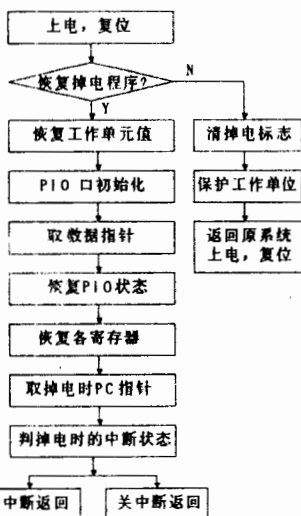 上电，复位
恢复掉电程序?
N
Y
恢复工作单元值
清掉电标志
PIO 口初始化
保护工作单位
取数据指针
返回原系统
上电，复位
恢复PIO状态
恢复各寄存器
取掉电时PC指针
判掉电时的中断状态
中断返回
关中断返回